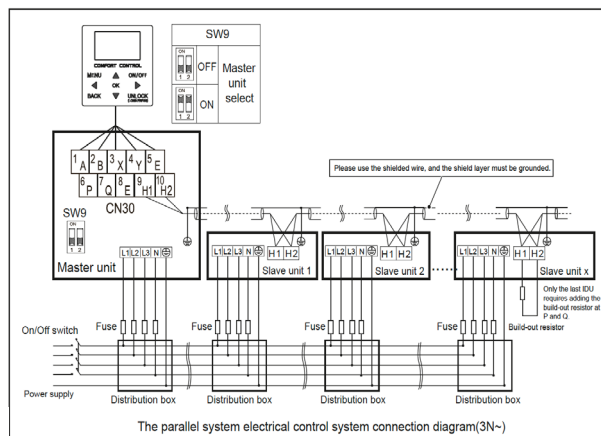 SW9
ON
1 2
OFF
Master
unit
select
ON
1 2
ON
COMFORT CONTROL
MENU
ON/OFF
OK
BACK
UNLOCK
Please use the shielded wire, and the shield layer must be grounded.
1 A
2 B
3 X
4 Y
5 E
6 P
7 Q
8 E
9 H1
10 H2
CN30
SW9
ON
1 2
Master unit
L1 L2 L3 N
L1 L2 L3 N
H1 H2
Slave unit 1
L1 L2 L3 N
H1 H2
Slave unit 2
......
L1 L2 L3 N
H1 H2
Slave unit x
Only the last IDU
requires adding the
build-out resistor at
P and Q
On/Off switch
Fuse
Fuse
Fuse
Fuse
Build-out resistor
Power supply
Distribution box
Distribution box
Distribution box
Distribution box
The parallel system electrical control system connection diagram(3N~)